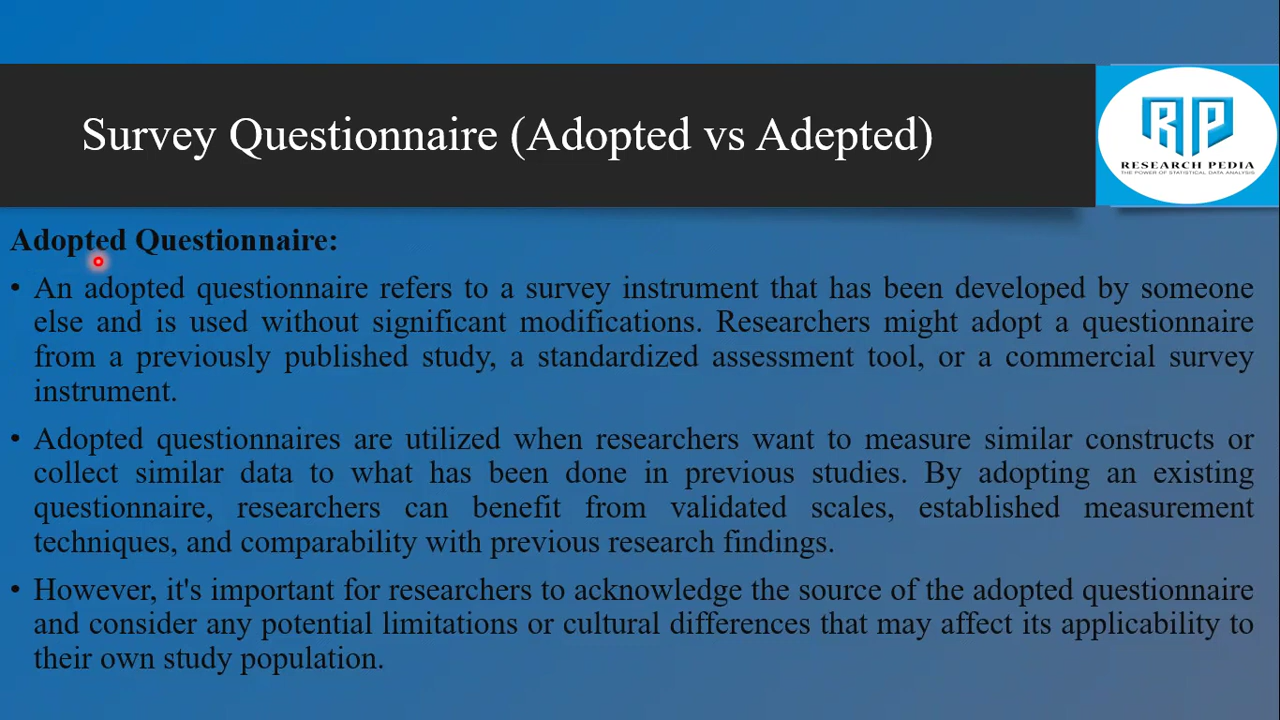 Survey Questionnaire (Adopted vs Adepted)
RP
RESEARCH PEDIA
THE POWER OF STATISTICAL DATA ANALYSIS
Adopted Questionnaire:
• An adopted questionnaire refers to a survey instrument that has been developed by someone
else and is used without significant modifications. Researchers might adopt a questionnaire
from a previously published study, a standardized assessment tool, or a commercial survey
instrument.
• Adopted questionnaires are utilized when researchers want to measure similar constructs or
collect similar data to what has been done in previous studies. By adopting an existing
questionnaire, researchers can benefit from validated scales, established measurement
techniques, and comparability with previous research findings.
• However, it's important for researchers to acknowledge the source of the adopted questionnaire
and consider any potential limitations or cultural differences that may affect its applicability to
their own study population.